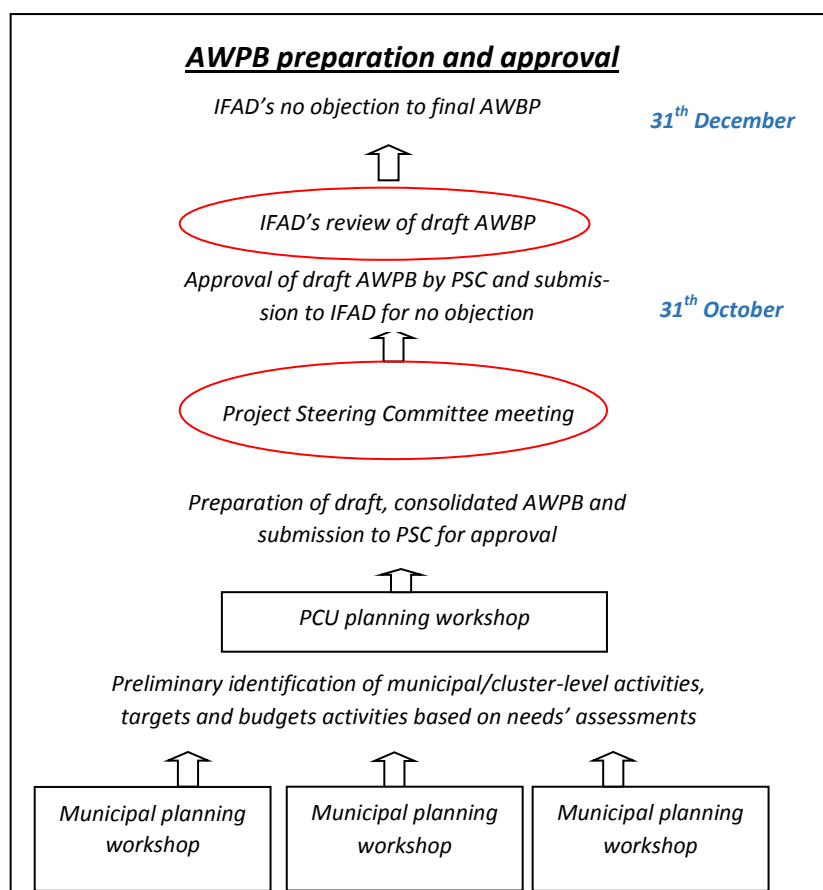 AWPB preparation and approval
IFAD's no objection to final AWBP
31th December
IFAD's review of draft AWBP
Approval of draft AWPB by PSC and submis-
sion to IFAD for no objection
31th October
Project Steering Committee meeting
Preparation of draft, consolidated AWPB and
submission to PSC for approval
PCU planning workshop
Preliminary identification of municipal/cluster-level activities,
targets and budgets activities based on needs' assessments
Municipal planning
workshop
Municipal planning
workshop
Municipal planning
workshop